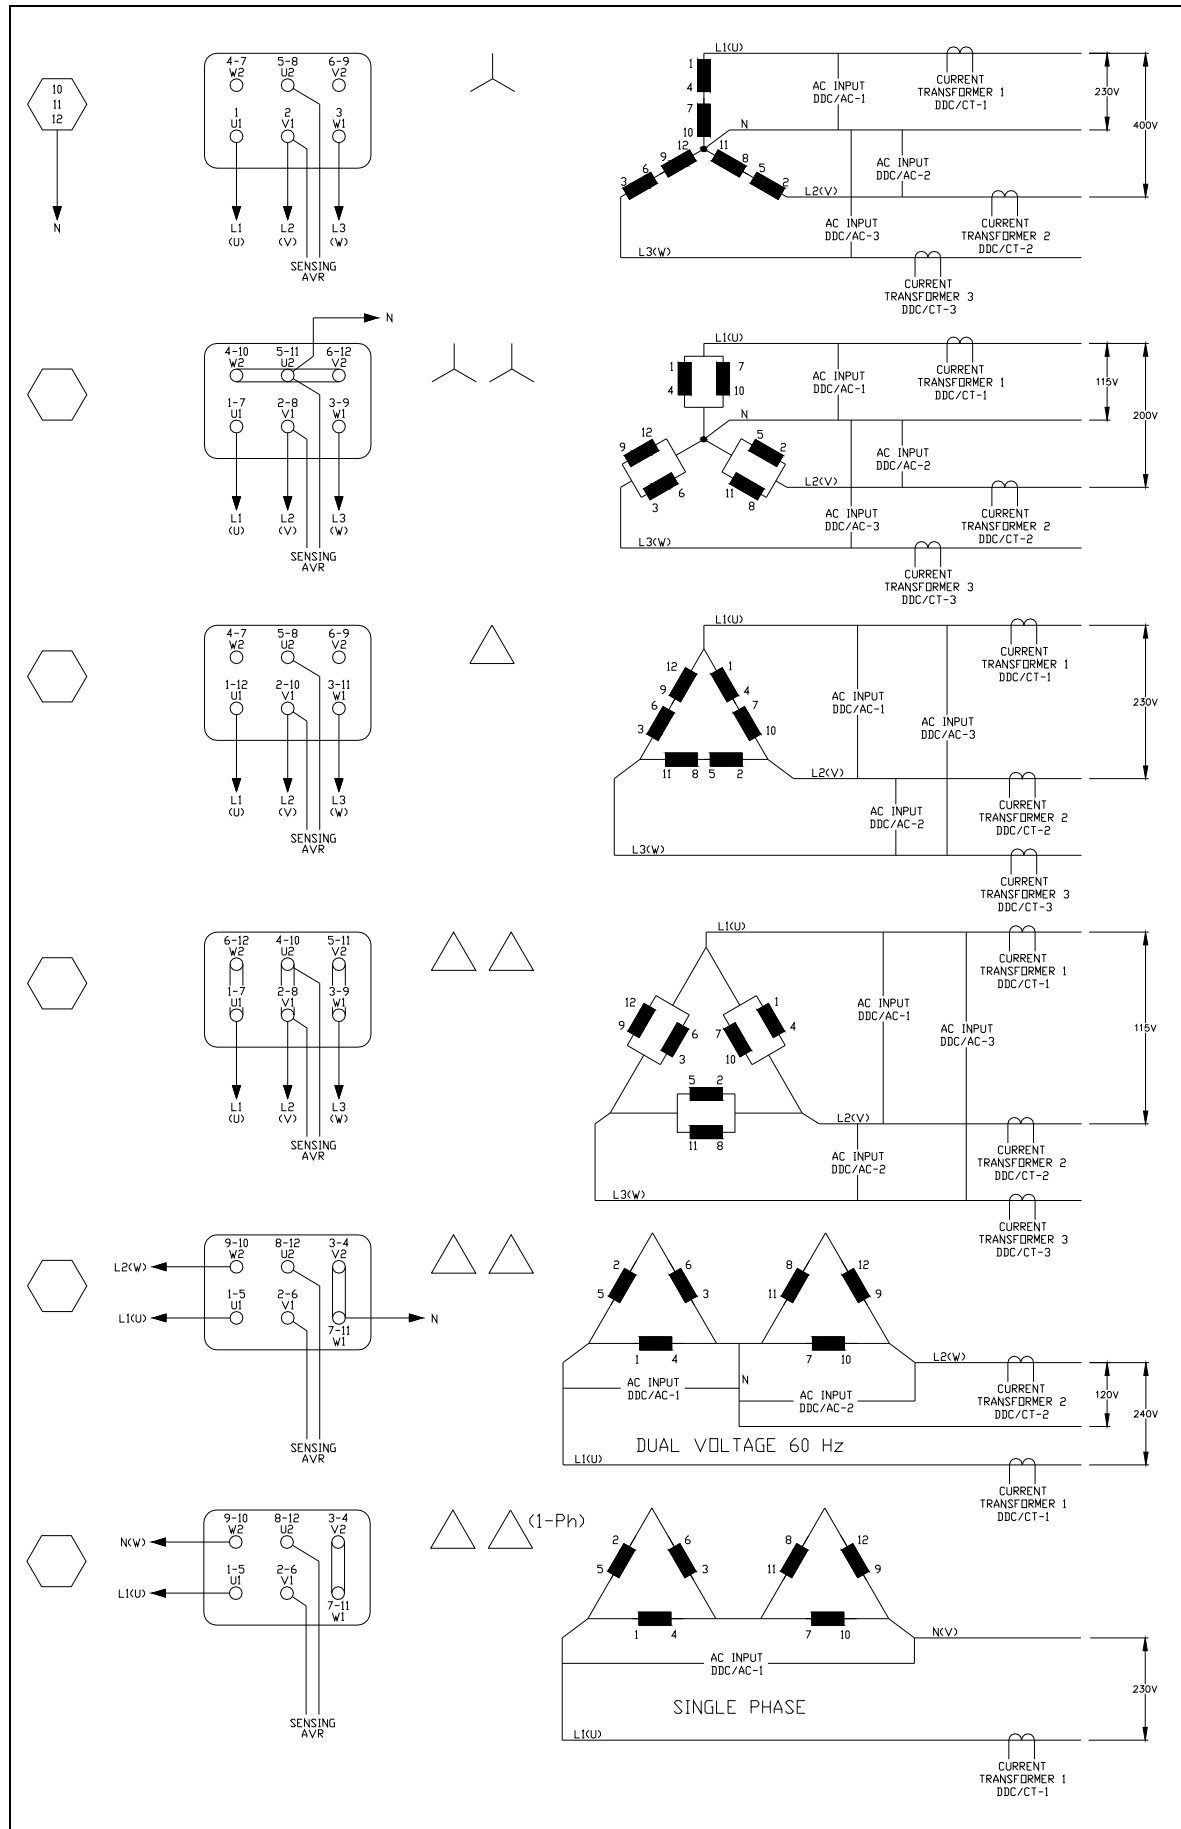 10
11
12
N
4-7 5-8 6-9
W2 U2 V2
1 2 3
U1 V1 W1
L1 L2 L3
(U) (V) (W)
SENSING
AVR
L1(U)
1
4
7
10
N
12 11
9 8
6 5
3 2
L2(V)
L3(W)
AC INPUT
DDC/AC-1
AC INPUT
DDC/AC-2
AC INPUT
DDC/AC-3
CURRENT
TRANSFORMER 1
DDC/CT-1
CURRENT
TRANSFORMER 2
DDC/CT-2
CURRENT
TRANSFORMER 3
DDC/CT-3
230V
400V
N
4-10 5-11 6-12
W2 U2 V2
1-7 2-8 3-9
U1 V1 W1
L1 L2 L3
(U) (V) (W)
SENSING
AVR
L1(U)
1 7
4 10
N
12 5
9 2
6 11
3 8
L2(V)
L3(W)
AC INPUT
DDC/AC-1
AC INPUT
DDC/AC-2
AC INPUT
DDC/AC-3
CURRENT
TRANSFORMER 1
DDC/CT-1
CURRENT
TRANSFORMER 2
DDC/CT-2
CURRENT
TRANSFORMER 3
DDC/CT-3
115V
200V
4-7 5-8 6-9
W2 U2 V2
1-12 2-10 3-11
U1 V1 W1
L1 L2 L3
(U) (V) (W)
SENSING
AVR
L1(U)
12 1
9 4
6 7
3 10
11 8 5 2
L2(V)
L3(W)
AC INPUT
DDC/AC-1
AC INPUT
DDC/AC-3
AC INPUT
DDC/AC-2
CURRENT
TRANSFORMER 1
DDC/CT-1
CURRENT
TRANSFORMER 2
DDC/CT-2
CURRENT
TRANSFORMER 3
DDC/CT-3
230V
6-12 4-10 5-11
W2 U2 V2
1-7 2-8 3-9
U1 V1 W1
L1 L2 L3
(U) (V) (W)
SENSING
AVR
L1(U)
12 1
9 6 7 4
3 10
5 2
11 8
L2(V)
L3(W)
AC INPUT
DDC/AC-1
AC INPUT
DDC/AC-3
AC INPUT
DDC/AC-2
CURRENT
TRANSFORMER 1
DDC/CT-1
CURRENT
TRANSFORMER 2
DDC/CT-2
CURRENT
TRANSFORMER 3
DDC/CT-3
115V
9-10 8-12 3-4
W2 U2 V2
L2(W)
1-5 2-6
U1 V1
L1(U)
N
7-11
W1
SENSING
AVR
2 6 8 12
5 3 11 9
1 4 7 10
L2(W)
AC INPUT
DDC/AC-1
N
AC INPUT
DDC/AC-2
CURRENT
TRANSFORMER 2
DDC/CT-2
120V
240V
DUAL VOLTAGE 60 Hz
L1(U)
CURRENT
TRANSFORMER 1
DDC/CT-1
9-10 8-12 3-4
W2 U2 V2
N(W)
1-5 2-6
U1 V1
L1(U)
7-11
W1
SENSING
AVR
(1-Ph)
2 6 8 12
5 3 11 9
1 4 7 10
N(V)
AC INPUT
DDC/AC-1
230V
SINGLE PHASE
L1(U)
CURRENT
TRANSFORMER 1
DDC/CT-1